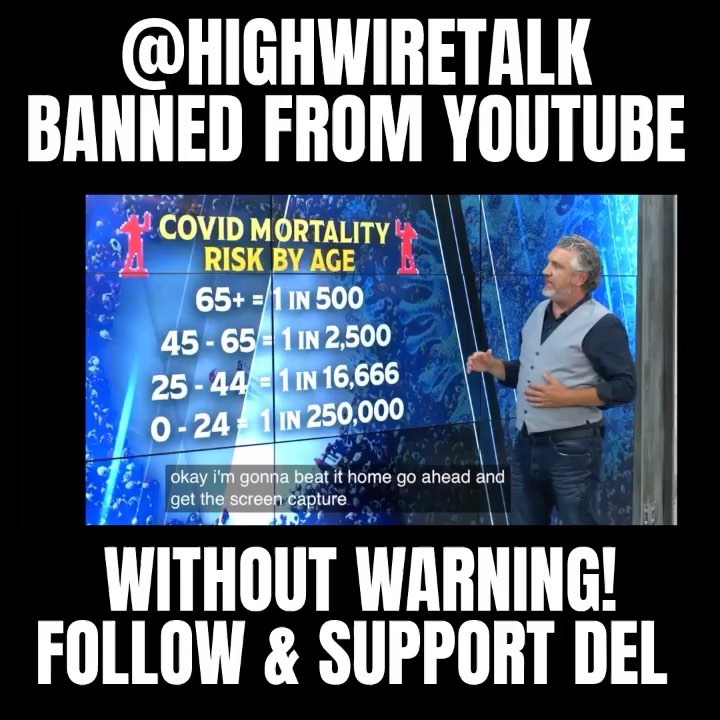 @HIGHWIRETALK
BANNED FROM YOUTUBE
COVID MORTALITY
RISK BY AGE
65+ = 1 IN 500
45 - 65 = 1 IN 2,500
25 - 44 = 1 IN 16,666
0 - 24 = 1 IN 250,000
okay i'm gonna beat it home go ahead and
get the screen capture
WITHOUT WARNING!
FOLLOW & SUPPORT DEL